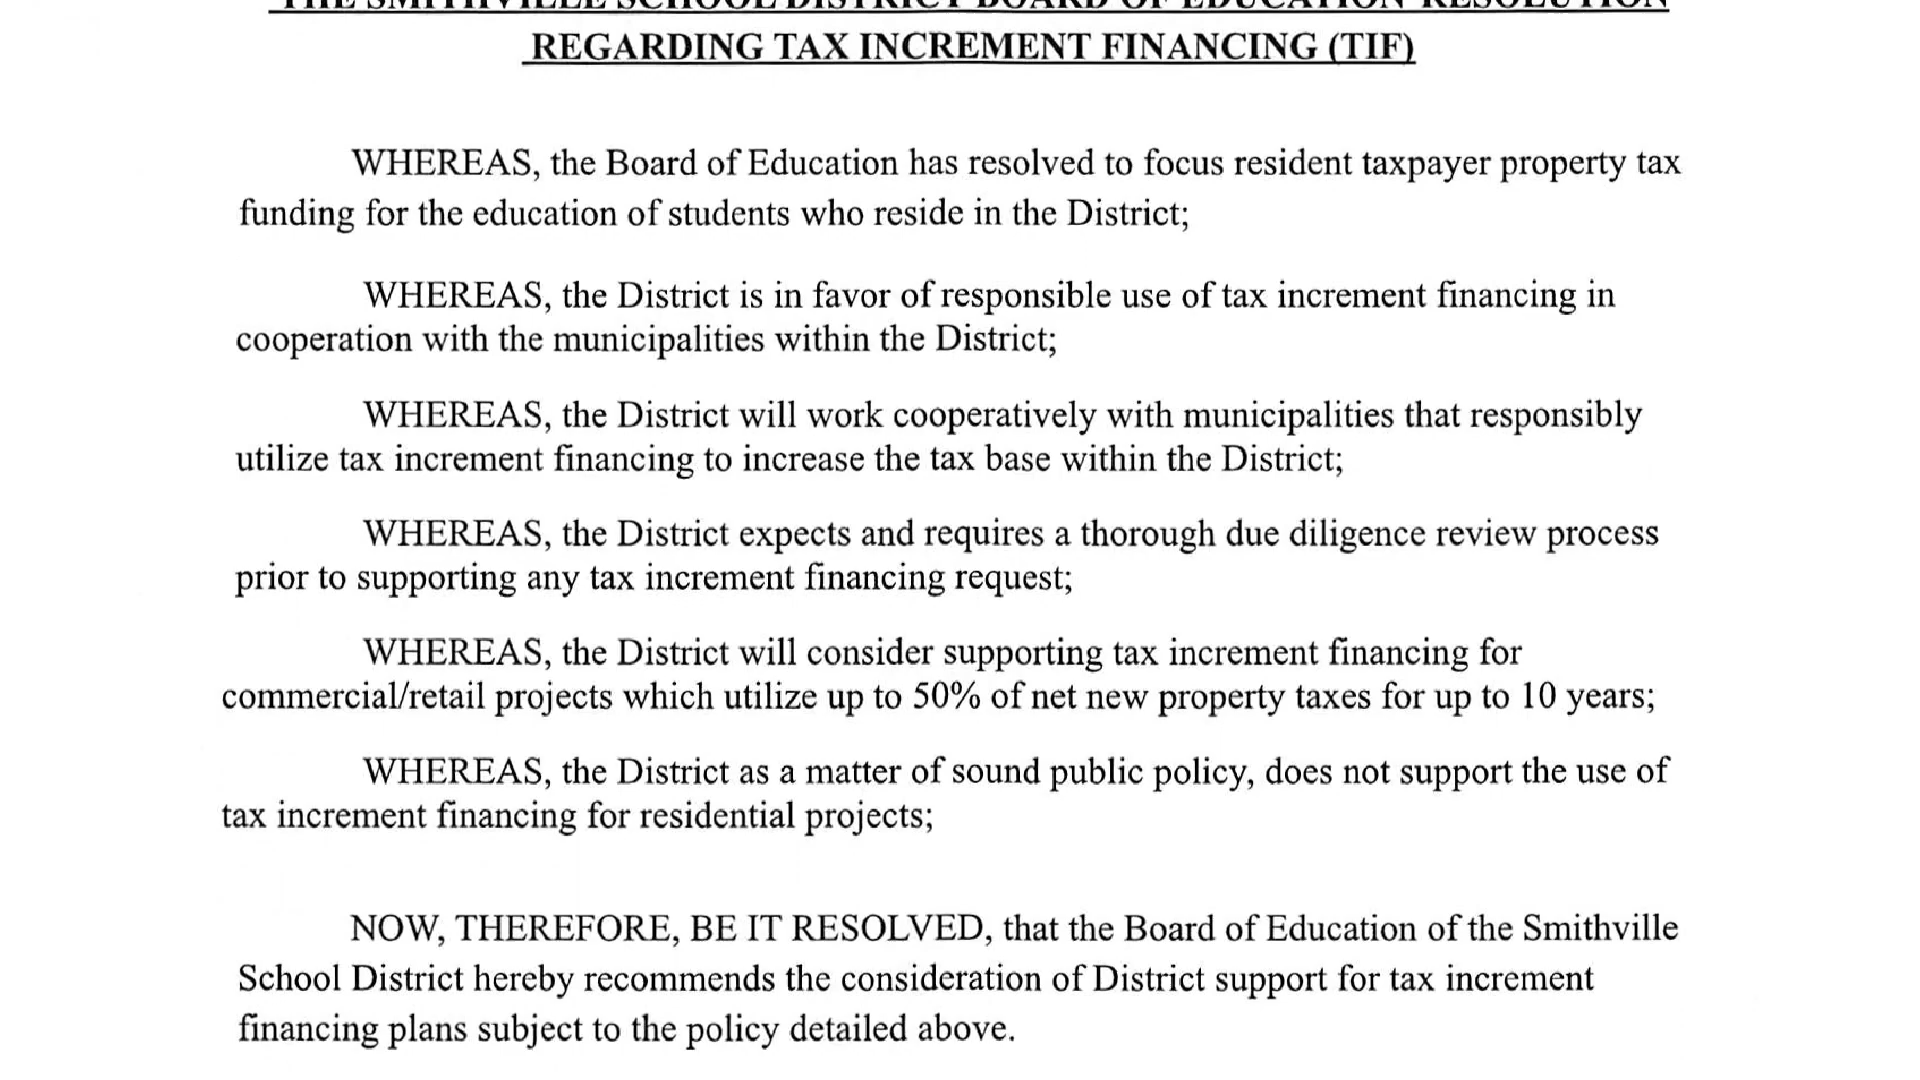 THE SMITHVILLE SCHOOL DISTRICT BOARD OF EDUCATION RESOLUTION
REGARDING TAX INCREMENT FINANCING (TIF)
WHEREAS, the Board of Education has resolved to focus resident taxpayer property tax
funding for the education of students who reside in the District;
WHEREAS, the District is in favor of responsible use of tax increment financing in
cooperation with the municipalities within the District;
WHEREAS, the District will work cooperatively with municipalities that responsibly
utilize tax increment financing to increase the tax base within the District;
WHEREAS, the District expects and requires a thorough due diligence review process
prior to supporting any tax increment financing request;
WHEREAS, the District will consider supporting tax increment financing for
commercial/retail projects which utilize up to 50% of net new property taxes for up to 10 years;
WHEREAS, the District as a matter of sound public policy, does not support the use of
tax increment financing for residential projects;
NOW, THEREFORE, BE IT RESOLVED, that the Board of Education of the Smithville
School District hereby recommends the consideration of District support for tax increment
financing plans subject to the policy detailed above.